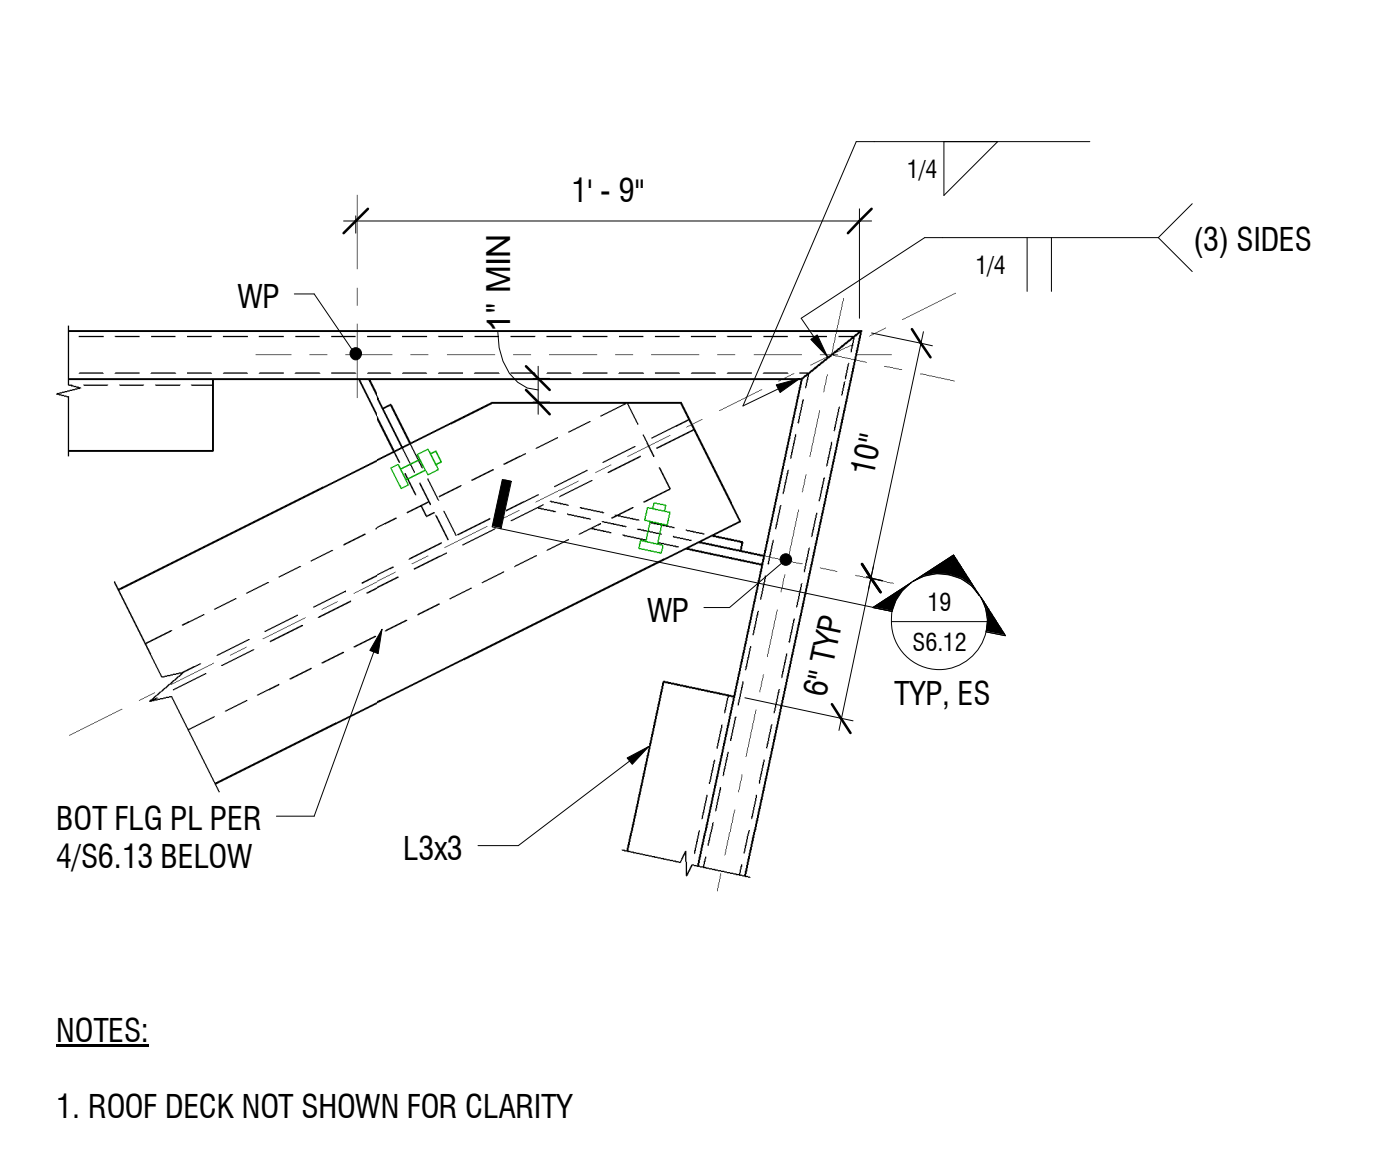 1/4
1' - 9"
(3) SIDES
1/4
1" MIN
WP
10"
WP
19
S6.12
6" TYP
TYP, ES
BOT FLG PL PER
4/S6.13 BELOW
L3x3
NOTES:
1. ROOF DECK NOT SHOWN FOR CLARITY